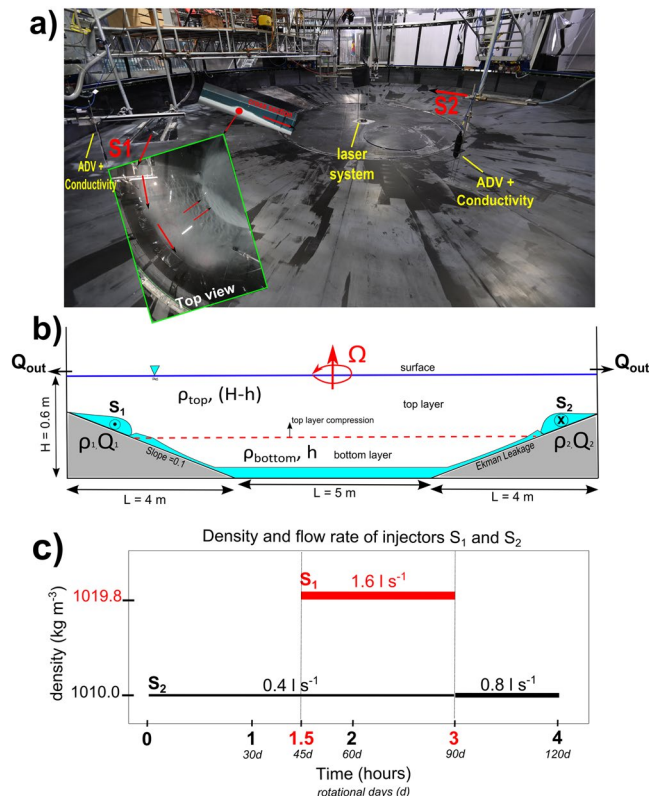 a)
S1
S2
ADV +
Conductivity
laser
system
ADV +
Conductivity
Top view
b)
Qout
Ω
Qout
surface
ρtop, (H-h)
top layer
S1
S2
H = 0.6 m
top layer compression
ρ1, Q1
ρbottom, h
bottom layer
ρ2, Q2
Slope =0.1
Ekman Leakage
L = 4 m
L = 5 m
L = 4 m
c)
Density and flow rate of injectors S1 and S2
density (kg m-3)
S1 1.6 l s-1
1019.8
S2 0.4 l s-1 0.8 l s-1
1010.0
0 1 1.5 2 3 4
30d 45d 60d 90d 120d
Time (hours)
rotational days (d)